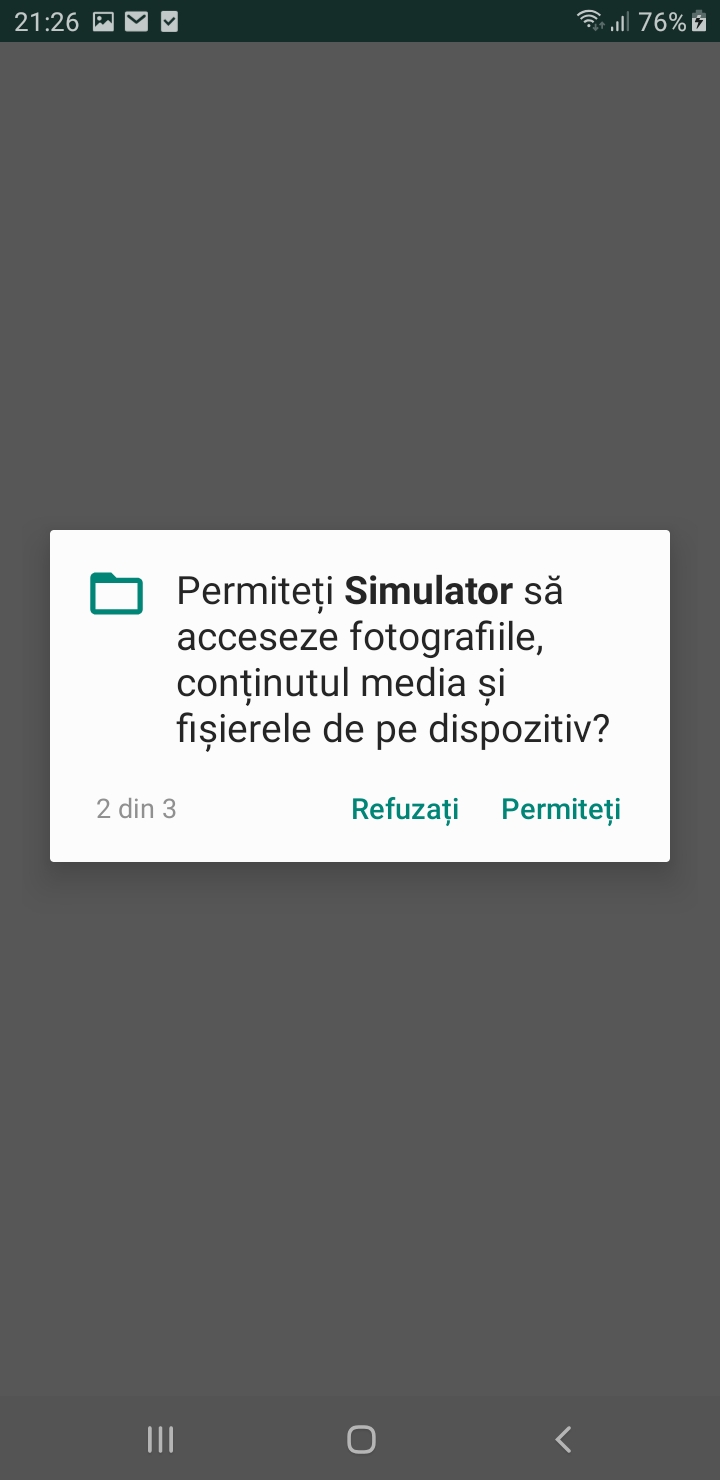 21:26 76%
Permiteți Simulator să
acceseze fotografiile,
conținutul media și
fișierele de pe dispozitiv?
2 din 3 Refuzați Permiteți